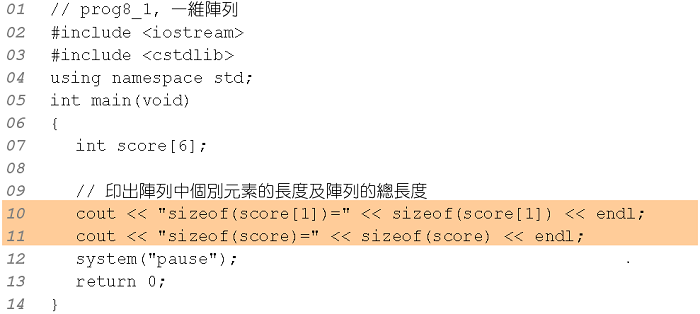 01 // prog8_1, 一維陣列
02 #include <iostream>
03 #include <cstdlib>
04 using namespace std;
05 int main(void)
06 {
07 int score[6];
08
09 // 印出陣列中個別元素的長度及陣列的總長度
10 cout << "sizeof(score[1])=" << sizeof(score[1]) << endl;
11 cout << "sizeof(score)=" << sizeof(score) << endl;
12 system("pause");
13 return 0;
14 }